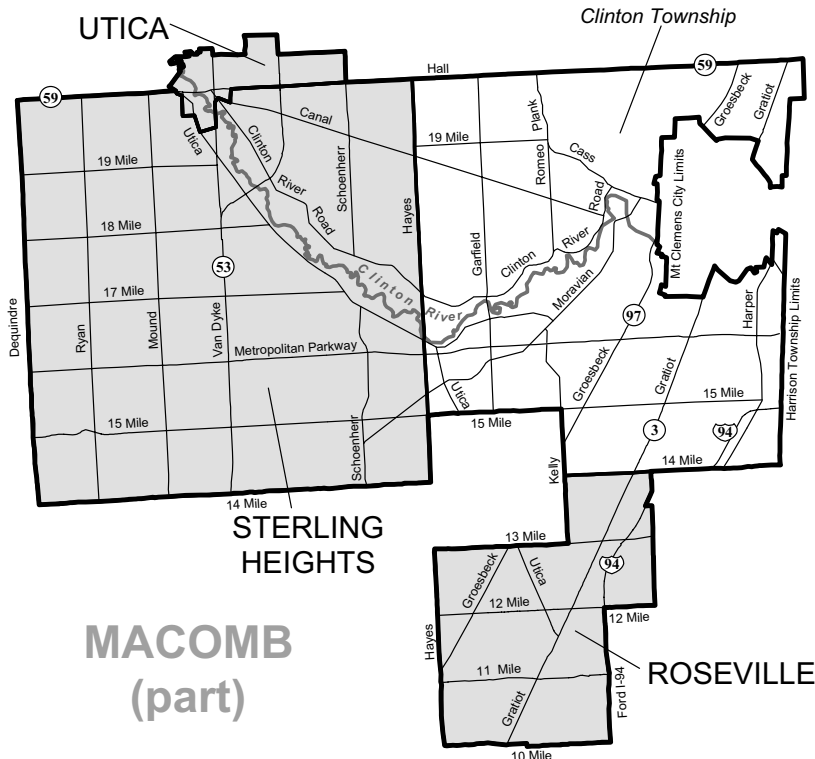 UTICA
Clinton Township
59
Hall
59
Groesbeck
Gratiot
Utica
Clinton
River
Road
Canal
Schoenherr
Plank
Romeo
19 Mile
Cass
Road
19 Mile
Mt Clemens City Limits
Hayes
Garfield
18 Mile
Clinton
River
Moravian
53
Clinton River
17 Mile
97
Harper
Harrison Township Limits
Dequindre
Ryan
Mound
Van Dyke
Metropolitan Parkway
Groesbeck
Gratiot
Utica
15 Mile
15 Mile
15 Mile
3
94
Schoenherr
Kelly
14 Mile
14 Mile
STERLING
HEIGHTS
13 Mile
Groesbeck
Utica
94
12 Mile
12 Mile
MACOMB
(part)
Hayes
11 Mile
ROSEVILLE
Gratiot
Ford I-94
10 Mile